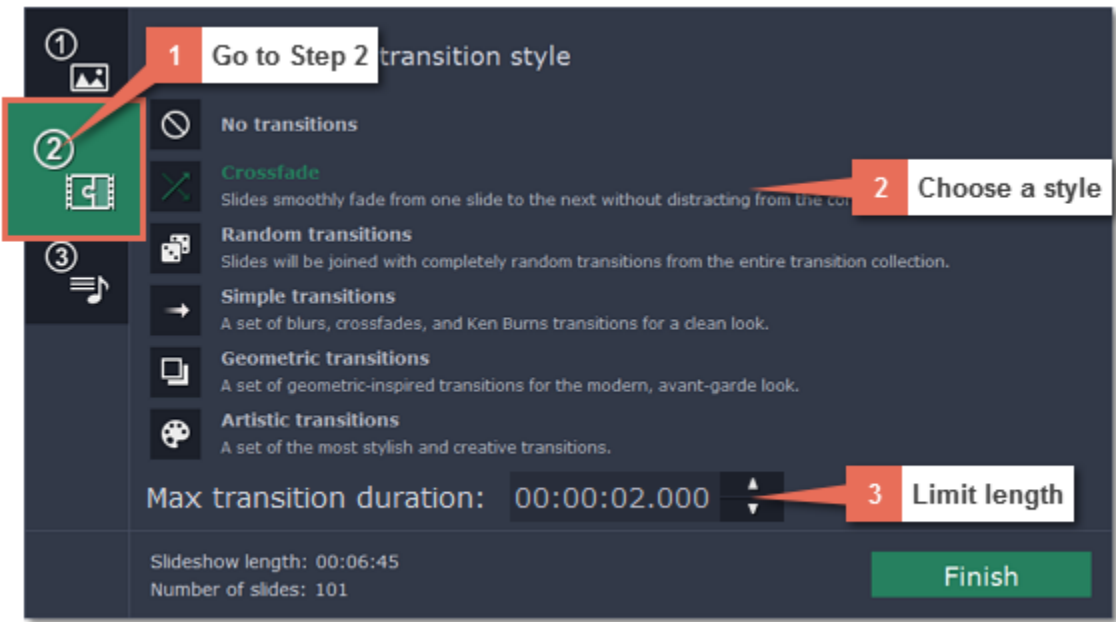 1
1 Go to Step 2 transition style
2
No transitions
Crossfade
Slides smoothly fade from one slide to the next without distracting from the
2 Choose a style
3
Random transitions
Slides will be joined with completely random transitions from the entire transition collection.
Simple transitions
A set of blurs, crossfades, and Ken Burns transitions for a clean look.
Geometric transitions
A set of geometric-inspired transitions for the modern, avant-garde look.
Artistic transitions
A set of the most stylish and creative transitions.
Max transition duration: 00:00:02.000
3 Limit length
Slideshow length: 00:06:45
Number of slides: 101
Finish